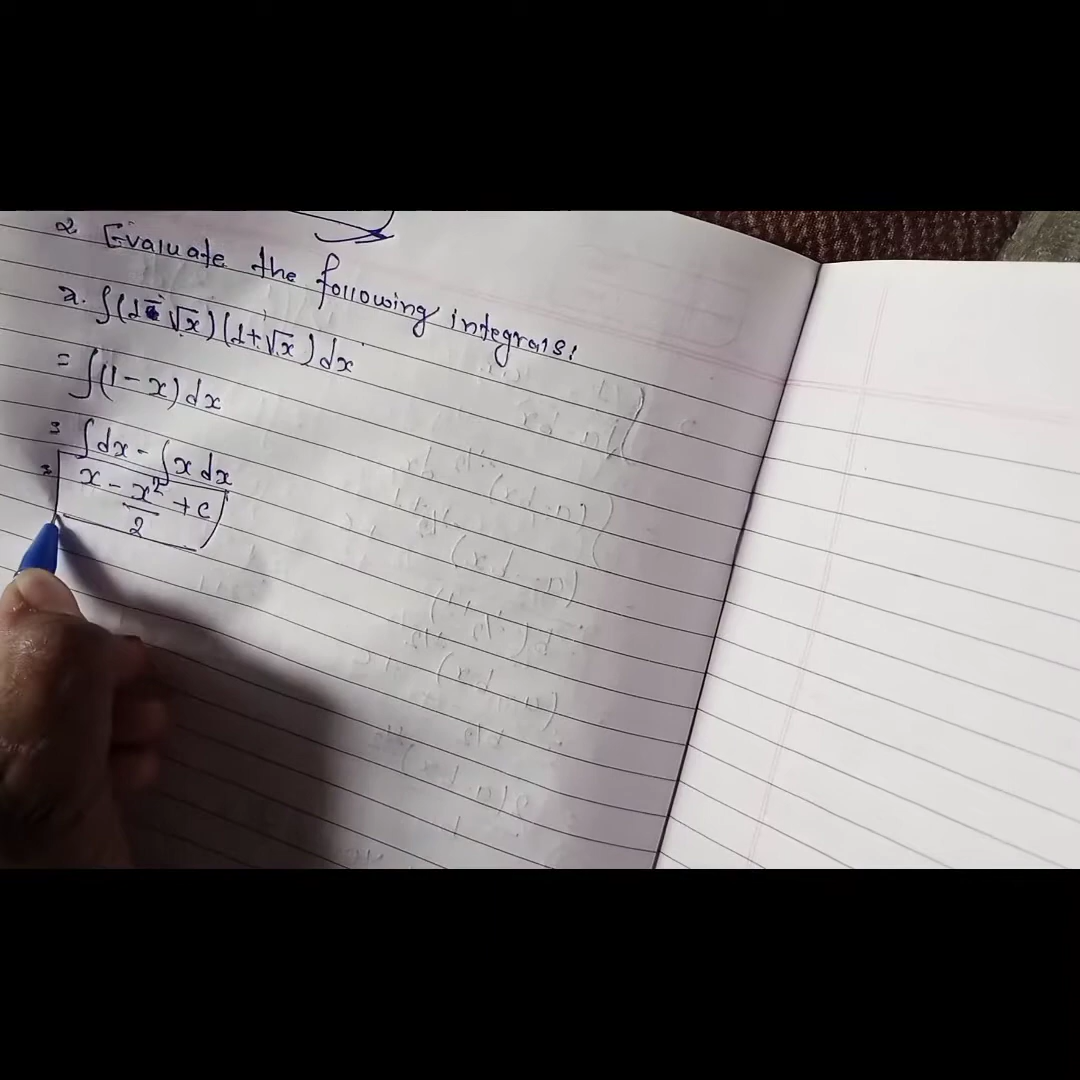 2. Evaluate the following integrals:
a. ∫(1-√x)(1+√x)dx
= ∫(1-x)dx
= ∫dx - ∫x dx
= x - x²/2 + c